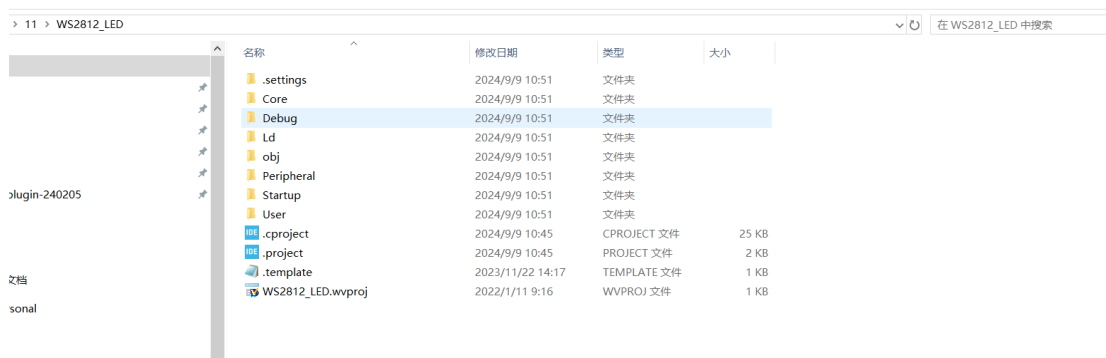 > 11 > WS2812_LED
在 WS2812_LED 中搜索
名称 修改日期 类型 大小
.settings 2024/9/9 10:51 文件夹
Core 2024/9/9 10:51 文件夹
Debug 2024/9/9 10:51 文件夹
Ld 2024/9/9 10:51 文件夹
obj 2024/9/9 10:51 文件夹
Peripheral 2024/9/9 10:51 文件夹
plugin-240205
Startup 2024/9/9 10:51 文件夹
User 2024/9/9 10:51 文件夹
IDE .cproject 2024/9/9 10:45 CPROJECT 文件 25 KB
IDE .project 2024/9/9 10:45 PROJECT 文件 2 KB
文档
.template 2023/11/22 14:17 TEMPLATE 文件 1 KB
WS2812_LED.wvproj 2022/1/11 9:16 WVPROJ 文件 1 KB
rsonal